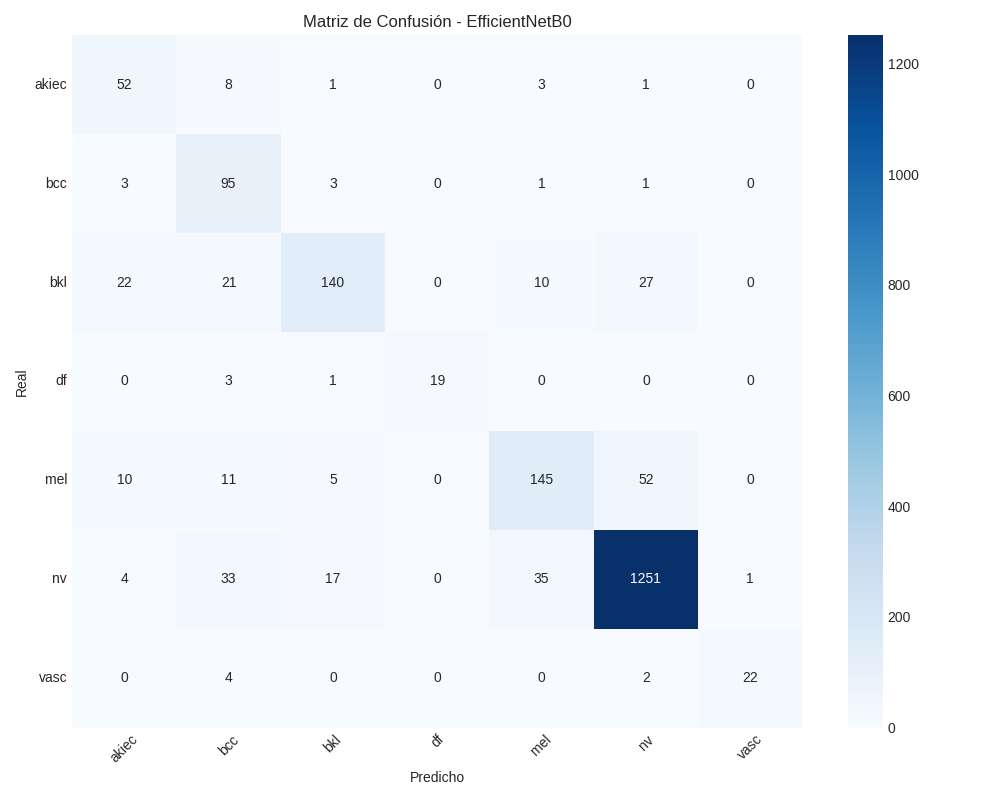 Matriz de Confusión - EfficientNetB0
akiec 52 8 1 0 3 1 0
bcc 3 95 3 0 1 1 0
bkl 22 21 140 0 10 27 0
df 0 3 1 19 0 0 0
mel 10 11 5 0 145 52 0
nv 4 33 17 0 35 1251 1
vasc 0 4 0 0 0 2 22
akiec bcc bkl df mel nv vasc
Predicho
Real
1200
1000
800
600
400
200
0